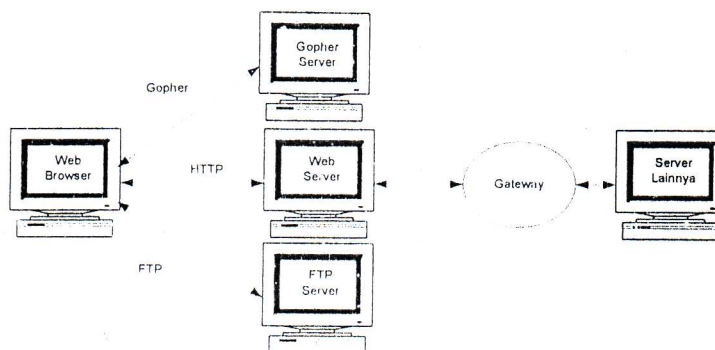 Gopher
Server
Gopher
Web
Browser
HTTP
Web
Server
Gateway
Server
Lainnya
FTP
FTP
Server